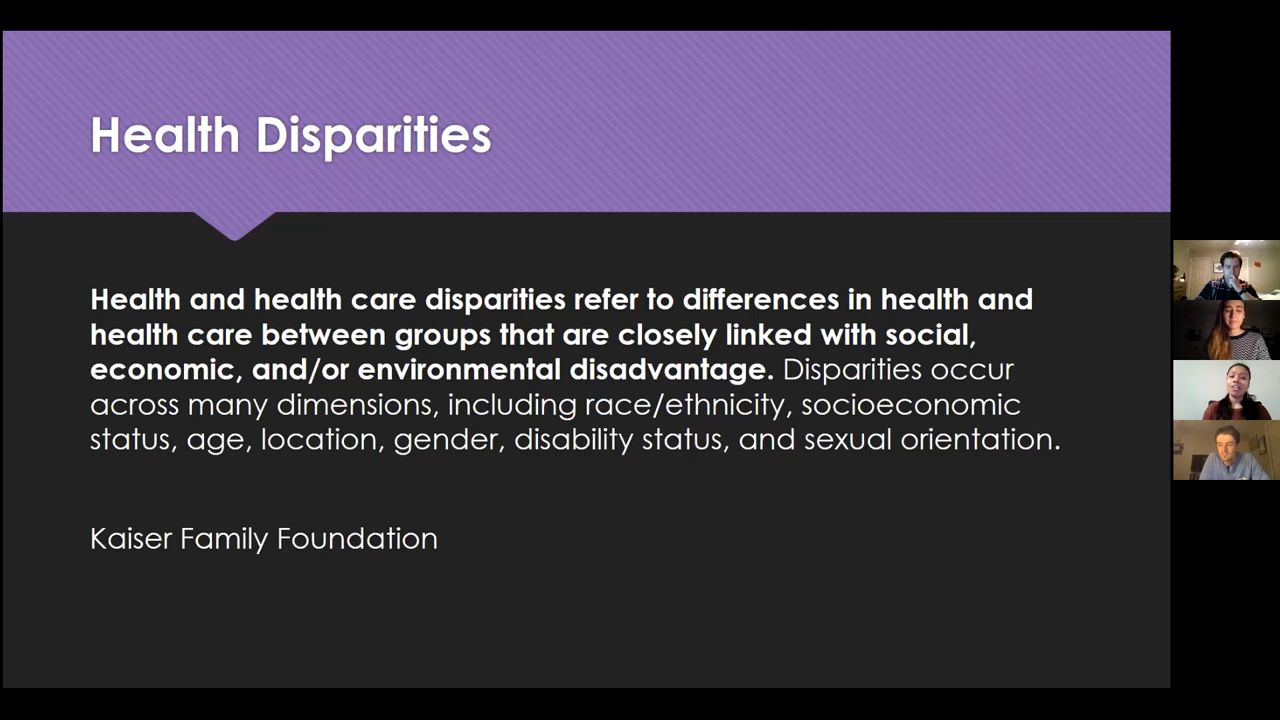 Health Disparities
Health and health care disparities refer to differences in health and
health care between groups that are closely linked with social,
economic, and/or environmental disadvantage. Disparities occur
across many dimensions, including race/ethnicity, socioeconomic
status, age, location, gender, disability status, and sexual orientation.
Kaiser Family Foundation